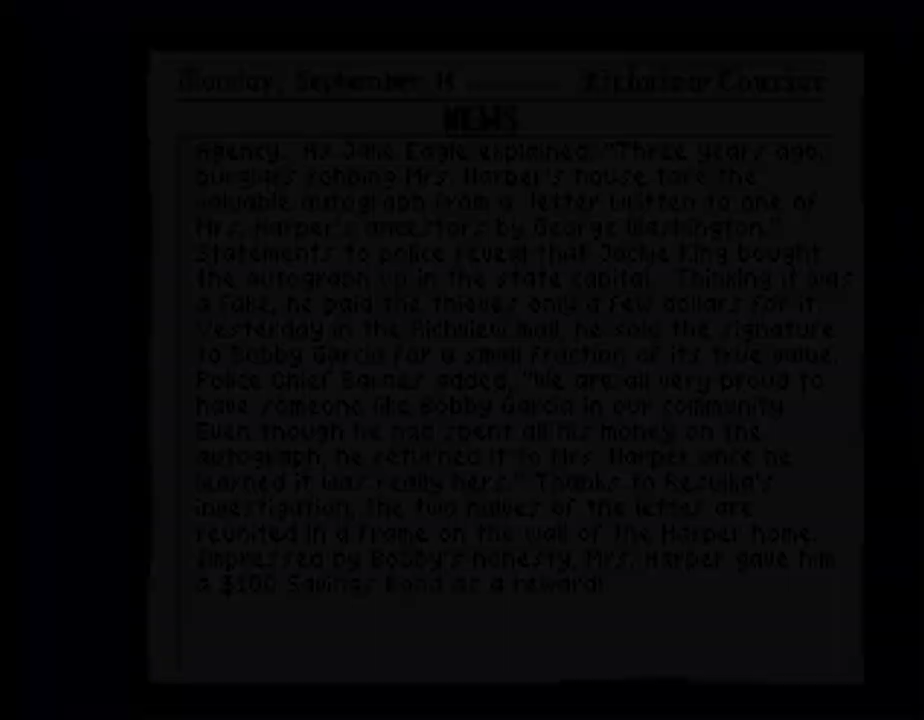 Monday, September 14 Richview Courier
NEWS
Agency. As Jake Eagle explained, "Three years ago,
burglars robbing Mrs. Harper's house took the
valuable autograph from a letter written to one of
Mrs. Harper's ancestors by George Washington."
Statements to police reveal that Jackie King bought
the autograph up in the state capital. Thinking it was
a fake, he paid the thieves only a few dollars for it.
Yesterday in the Richview mall, he sold the signature
to Bobby Garcia for a small fraction of its true value.
Police Chief Barnes added, "We are all very proud to
have someone like Bobby Garcia in our community.
Even though he had spent all his money on the
autograph, he returned it to Mrs. Harper once he
learned it was really hers." Thanks to
investigation, the two halves of the letter are
reunited in a frame on the wall of the Harper home.
Impressed by Bobby's honesty, Mrs. Harper gave him
a $100 Savings Bond as a reward!